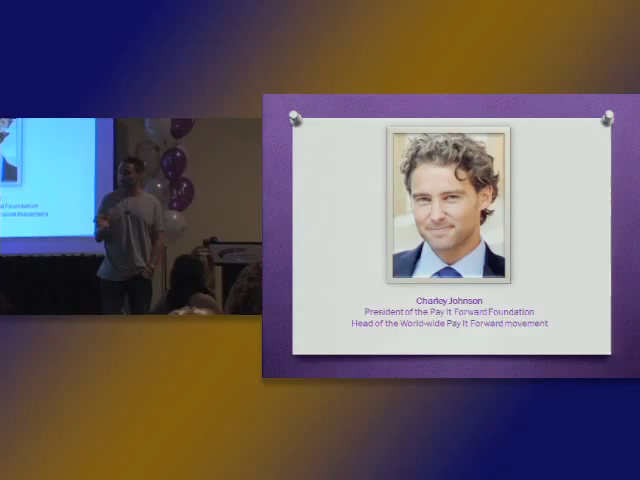 Charley Johnson
President of the Pay It Forward Foundation
Head of the World-wide Pay It Forward movement